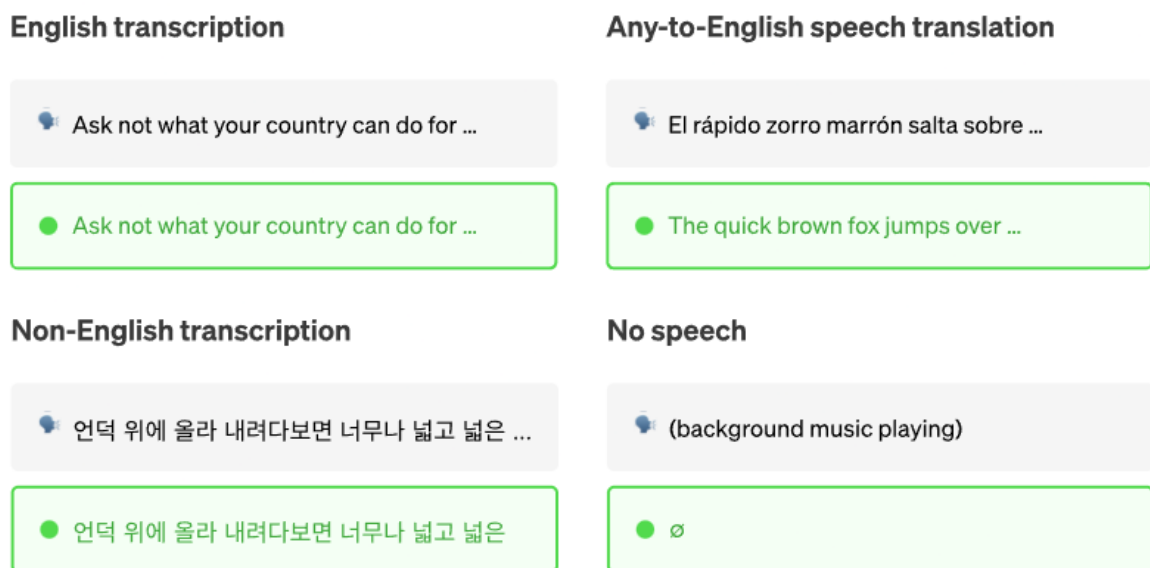 English transcription
Ask not what your country can do for ...
Ask not what your country can do for ...
Any-to-English speech translation
El rápido zorro marrón salta sobre ...
The quick brown fox jumps over ...
Non-English transcription
언덕 위에 올라 내려다보면 너무나 넓고 넓은 ...
언덕 위에 올라 내려다보면 너무나 넓고 넓은
No speech
(background music playing)
∅